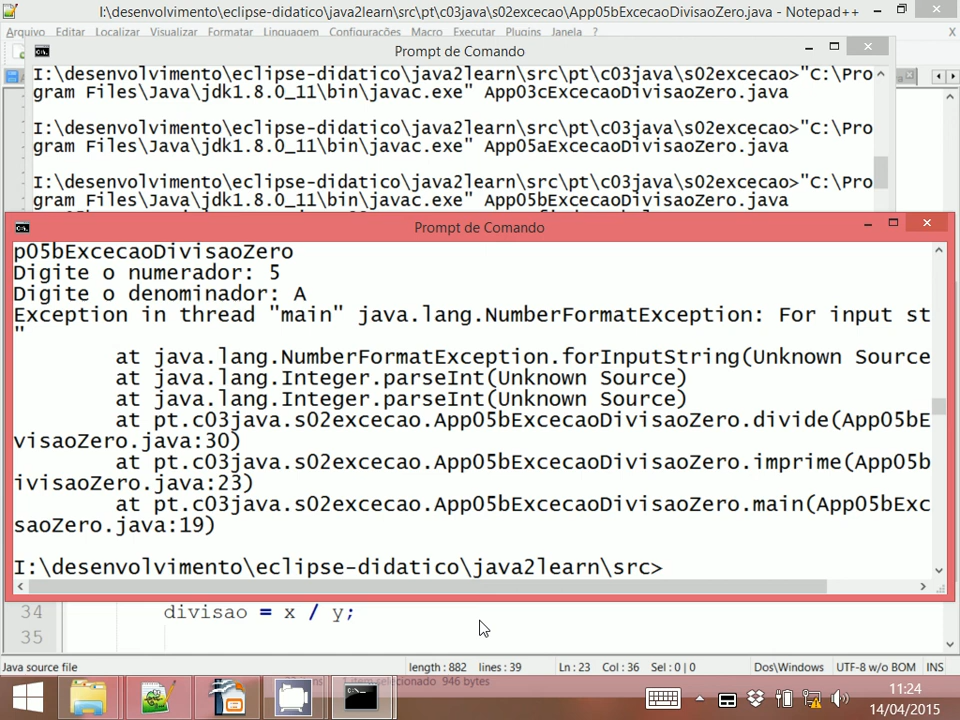 I:\desenvolvimento\eclipse-didatico\java2learn\src\pt\c03java\s02excecao\App05bExcecaoDivisaoZero.java - Notepad++
Arquivo Editar Localizar Visualizar Formatar Linguagem Configurações Macro Executar Plugins Janela ? X
Prompt de Comando
I:\desenvolvimento\eclipse-didatico\java2learn\src\pt\c03java\s02excecao>"C:\Pro
gram Files\Java\jdk1.8.0_11\bin\javac.exe" App03cExcecaoDivisaoZero.java
I:\desenvolvimento\eclipse-didatico\java2learn\src\pt\c03java\s02excecao>"C:\Pro
gram Files\Java\jdk1.8.0_11\bin\javac.exe" App05aExcecaoDivisaoZero.java
I:\desenvolvimento\eclipse-didatico\java2learn\src\pt\c03java\s02excecao>"C:\Pro
gram Files\Java\jdk1.8.0_11\bin\javac.exe" App05bExcecaoDivisaoZero.java
Prompt de Comando
p05bExcecaoDivisaoZero
Digite o numerador: 5
Digite o denominador: A
Exception in thread "main" java.lang.NumberFormatException: For input st
"
at java.lang.NumberFormatException.forInputString(Unknown Source
at java.lang.Integer.parseInt(Unknown Source)
at java.lang.Integer.parseInt(Unknown Source)
at pt.c03java.s02excecao.App05bExcecaoDivisaoZero.divide(App05bE
visaoZero.java:30)
at pt.c03java.s02excecao.App05bExcecaoDivisaoZero.imprime(App05b
ivisaoZero.java:23)
at pt.c03java.s02excecao.App05bExcecaoDivisaoZero.main(App05bExc
saoZero.java:19)
I:\desenvolvimento\eclipse-didatico\java2learn\src>
34 divisao = x / y;
35
Java source file length : 882 lines : 39 Ln : 23 Col : 36 Sel : 0 | 0 Dos\Windows UTF-8 w/o BOM INS
1 item selecionado 946 bytes
11:24
14/04/2015